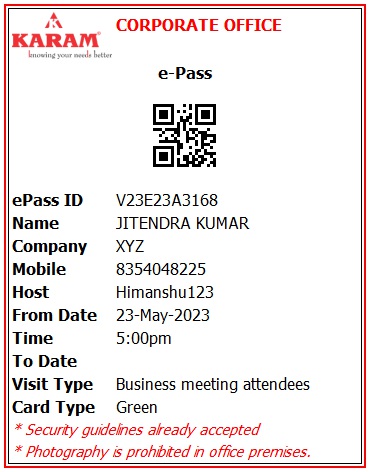 CORPORATE OFFICE
KARAM®
knowing your needs better
e-Pass
ePass ID V23E23A3168
Name JITENDRA KUMAR
Company XYZ
Mobile 8354048225
Host Himanshu123
From Date 23-May-2023
Time 5:00pm
To Date
Visit Type Business meeting attendees
Card Type Green
* Security guidelines already accepted
* Photography is prohibited in office premises.